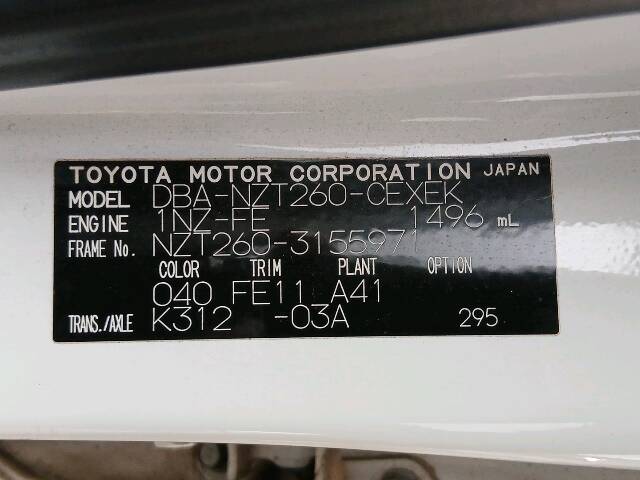 TOYOTA MOTOR CORPORATION JAPAN
MODEL DBA-NZT260-CEXEK
ENGINE 1NZ-FE 1496 mL
FRAME No. NZT260-3155971
COLOR TRIM PLANT OPTION
040 FE11 A41
TRANS./AXLE K312 -03A 295